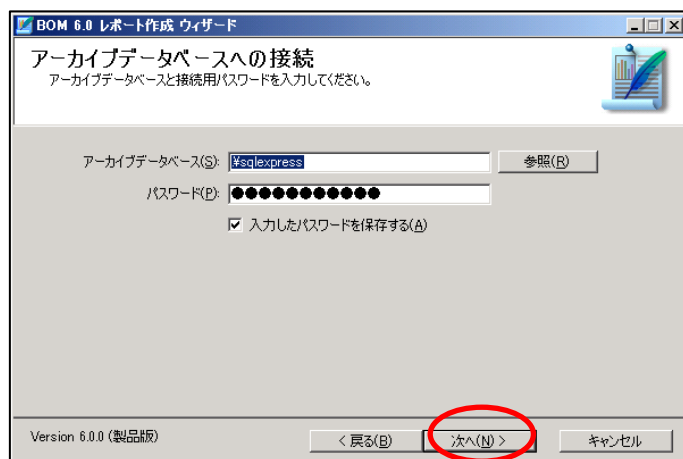 BOM 6.0 レポート作成 ウィザード
アーカイブデータベースへの接続
アーカイブデータベースと接続用パスワードを入力してください。
アーカイブデータベース(S): ¥sqlexpress 参照(R)
パスワード(P): ●●●●●●●●●●●
入力したパスワードを保存する(A)
Version 6.0.0 (製品版) < 戻る(B) 次へ(N) > キャンセル